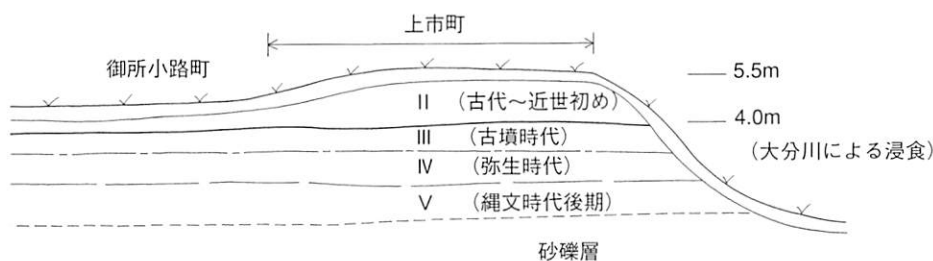 上市町
御所小路町
5.5m
II (古代～近世初め)
4.0m
III (古墳時代)
(大分川による浸食)
IV (弥生時代)
V (縄文時代後期)
砂礫層